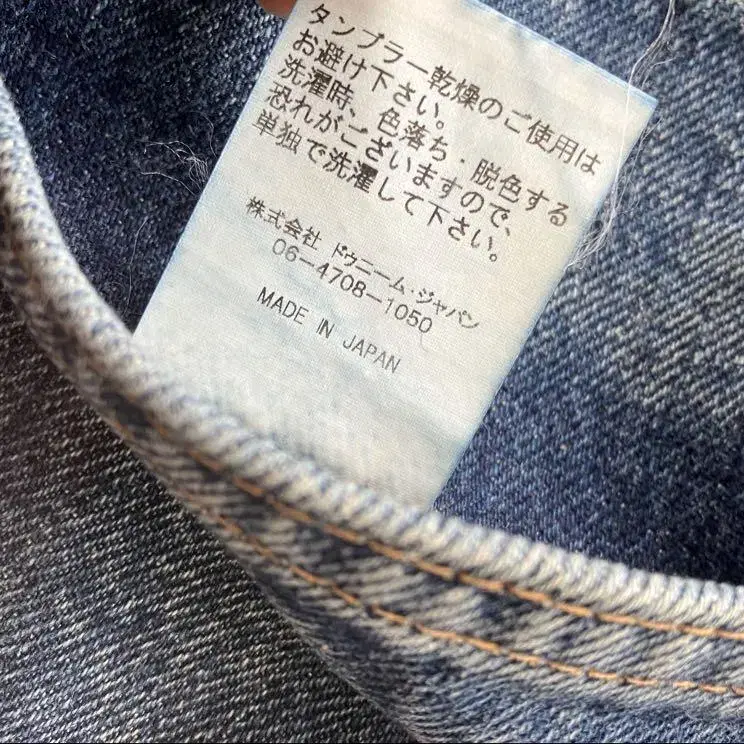 タンブラー乾燥のご使用は
お避け下さい。
洗濯時、色落ち・脱色する
恐れがございますので、
単独で洗濯して下さい。
株式会社 ドゥニーム・ジャパン
06-4708-1050
MADE IN JAPAN